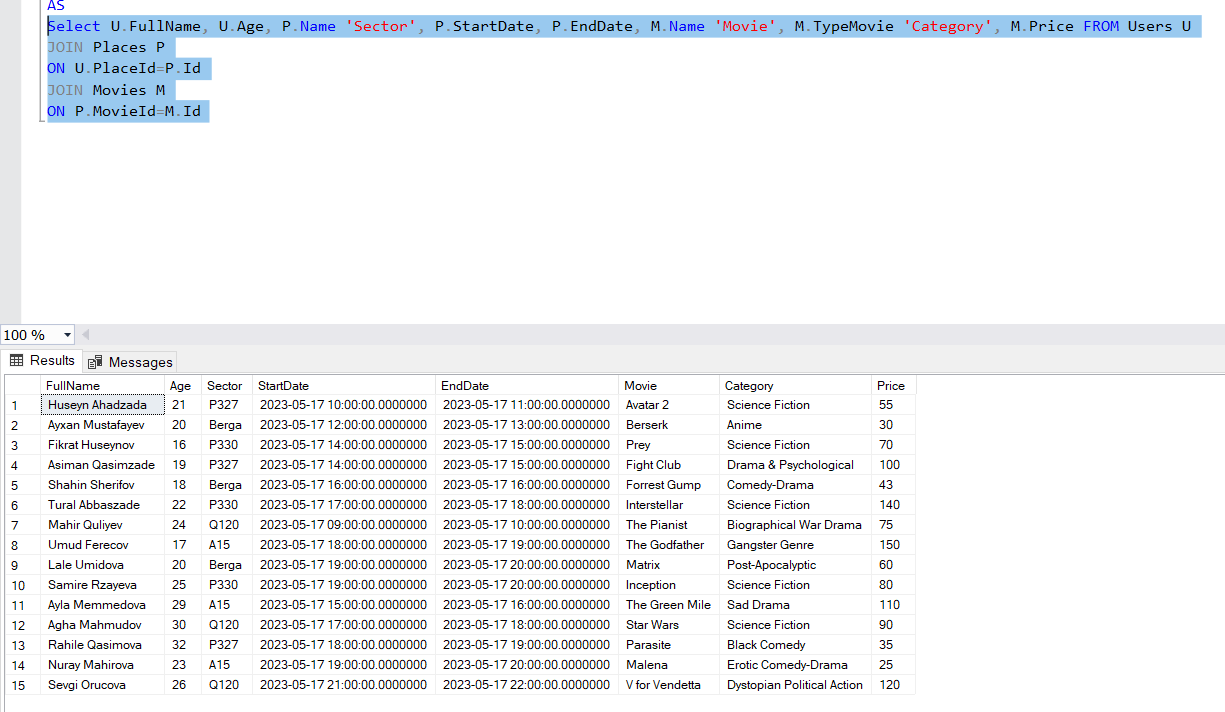 AS
Select U.FullName, U.Age, P.Name 'Sector', P.StartDate, P.EndDate, M.Name 'Movie', M.TypeMovie 'Category', M.Price FROM Users U
JOIN Places P
ON U.PlaceId=P.Id
JOIN Movies M
ON P.MovieId=M.Id
100 %
Results Messages
FullName Age Sector StartDate EndDate Movie Category Price
1 Huseyn Ahadzada 21 P327 2023-05-17 10:00:00.0000000 2023-05-17 11:00:00.0000000 Avatar 2 Science Fiction 55
2 Ayxan Mustafayev 20 Berga 2023-05-17 12:00:00.0000000 2023-05-17 13:00:00.0000000 Berserk Anime 30
3 Fikrat Huseynov 16 P330 2023-05-17 14:00:00.0000000 2023-05-17 15:00:00.0000000 Prey Science Fiction 70
4 Asiman Qasimzade 19 P327 2023-05-17 14:00:00.0000000 2023-05-17 15:00:00.0000000 Fight Club Drama & Psychological 100
5 Shahin Sherifov 18 Berga 2023-05-17 16:00:00.0000000 2023-05-17 16:00:00.0000000 Forrest Gump Comedy-Drama 43
6 Tural Abbaszade 22 P330 2023-05-17 17:00:00.0000000 2023-05-17 18:00:00.0000000 Interstellar Science Fiction 140
7 Mahir Quliyev 24 Q120 2023-05-17 09:00:00.0000000 2023-05-17 10:00:00.0000000 The Pianist Biographical War Drama 75
8 Umud Ferecov 17 A15 2023-05-17 18:00:00.0000000 2023-05-17 19:00:00.0000000 The Godfather Gangster Genre 150
9 Lale Umidova 20 Berga 2023-05-17 19:00:00.0000000 2023-05-17 20:00:00.0000000 Matrix Post-Apocalyptic 60
10 Samire Rzayeva 25 P330 2023-05-17 19:00:00.0000000 2023-05-17 20:00:00.0000000 Inception Science Fiction 80
11 Ayla Memmedova 29 A15 2023-05-17 15:00:00.0000000 2023-05-17 16:00:00.0000000 The Green Mile Sad Drama 110
12 Agha Mahmudov 30 Q120 2023-05-17 17:00:00.0000000 2023-05-17 18:00:00.0000000 Star Wars Science Fiction 90
13 Rahile Qasimova 32 P327 2023-05-17 18:00:00.0000000 2023-05-17 19:00:00.0000000 Parasite Black Comedy 35
14 Nuray Mahirova 23 A15 2023-05-17 19:00:00.0000000 2023-05-17 20:00:00.0000000 Malena Erotic Comedy-Drama 25
15 Sevgi Orucova 26 Q120 2023-05-17 21:00:00.0000000 2023-05-17 22:00:00.0000000 V for Vendetta Dystopian Political Action 120